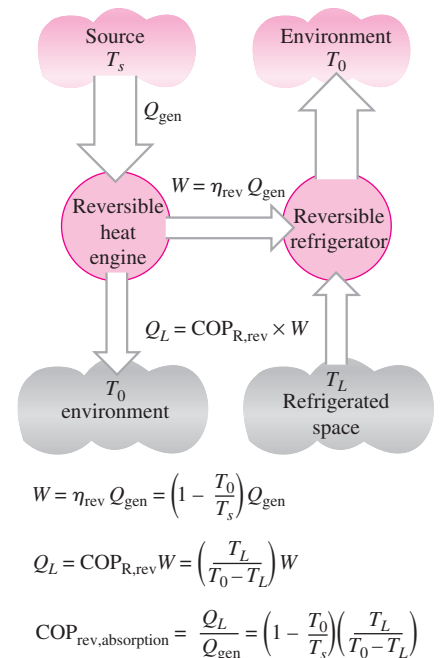 Source
T_s
Environment
T_0
Q_gen
W = η_rev Q_gen
Reversible
heat
engine
Reversible
refrigerator
Q_L = COP_R,rev × W
T_0
environment
T_L
Refrigerated
space
W = η_rev Q_gen = (1 − T_0/T_s) Q_gen
Q_L = COP_R,rev W = (T_L/(T_0 − T_L)) W
COP_rev,absorption = Q_L/Q_gen = (1 − T_0/T_s)(T_L/(T_0 − T_L))